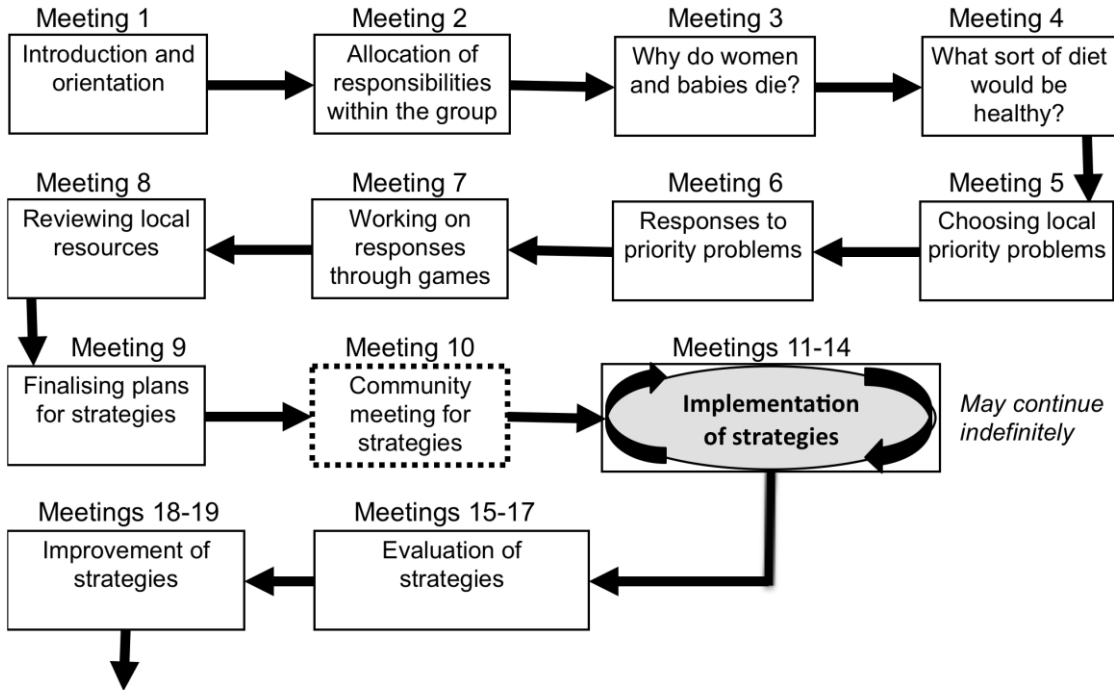 Meeting 1
Introduction and
orientation
Meeting 2
Allocation of
responsibilities
within the group
Meeting 3
Why do women
and babies die?
Meeting 4
What sort of diet
would be
healthy?
Meeting 5
Choosing local
priority problems
Meeting 6
Responses to
priority problems
Meeting 7
Working on
responses
through games
Meeting 8
Reviewing local
resources
Meeting 9
Finalising plans
for strategies
Meeting 10
Community
meeting for
strategies
Meetings 11-14
Implementation
of strategies
May continue
indefinitely
Meetings 15-17
Evaluation of
strategies
Meetings 18-19
Improvement of
strategies